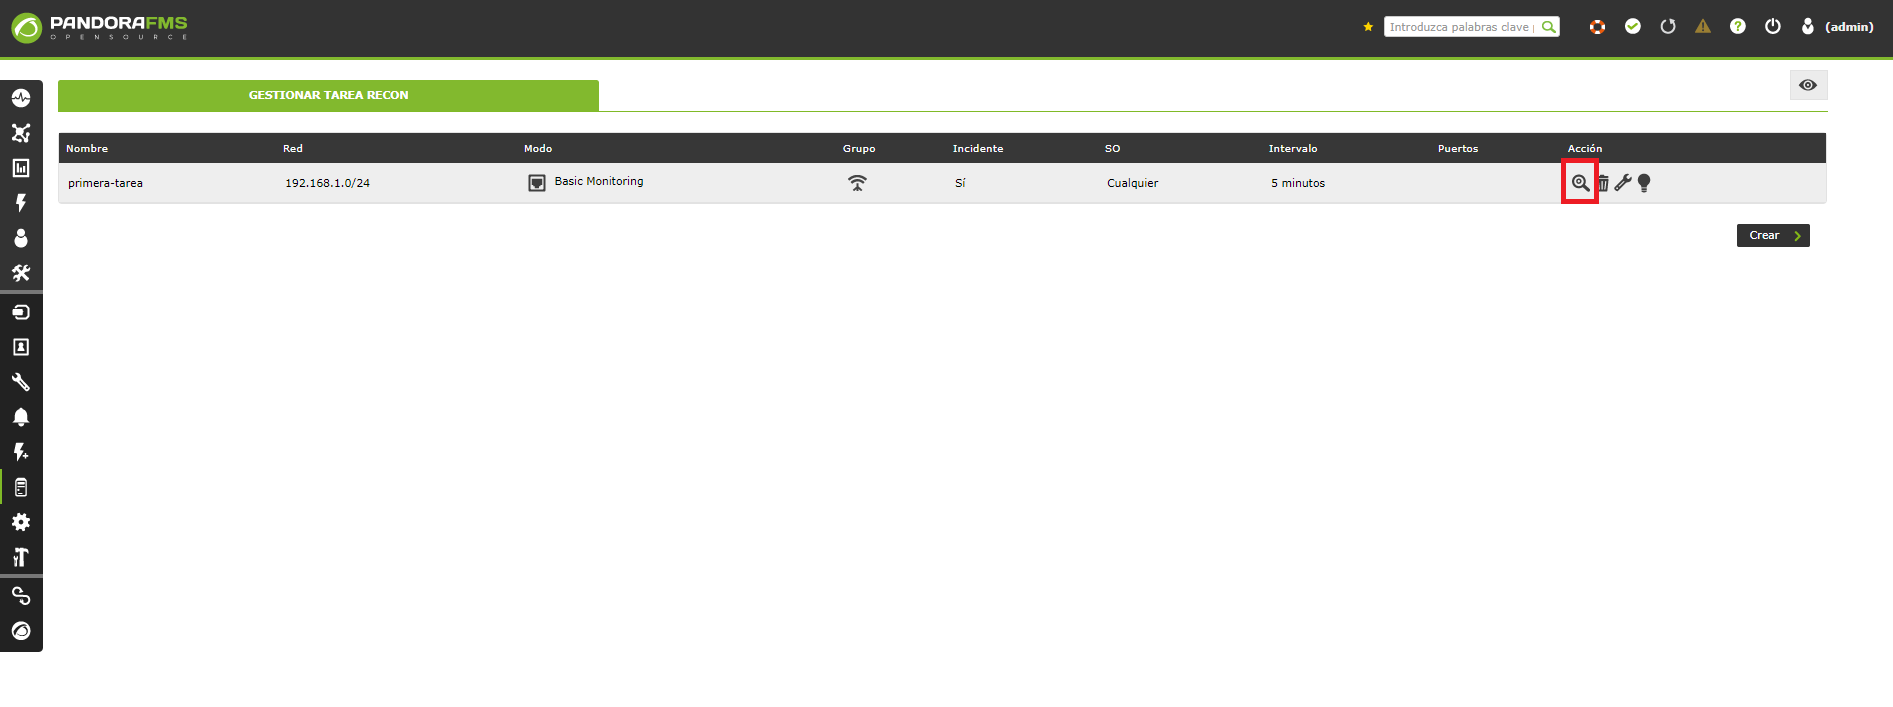 PANDORAFMS
OPENSOURCE
Introduzca palabras clave p
(admin)
GESTIONAR TAREA RECON
Nombre Red Modo Grupo Incidente SO Intervalo Puertos Acción
primera-tarea 192.168.1.0/24 Basic Monitoring Sí Cualquier 5 minutos
Crear